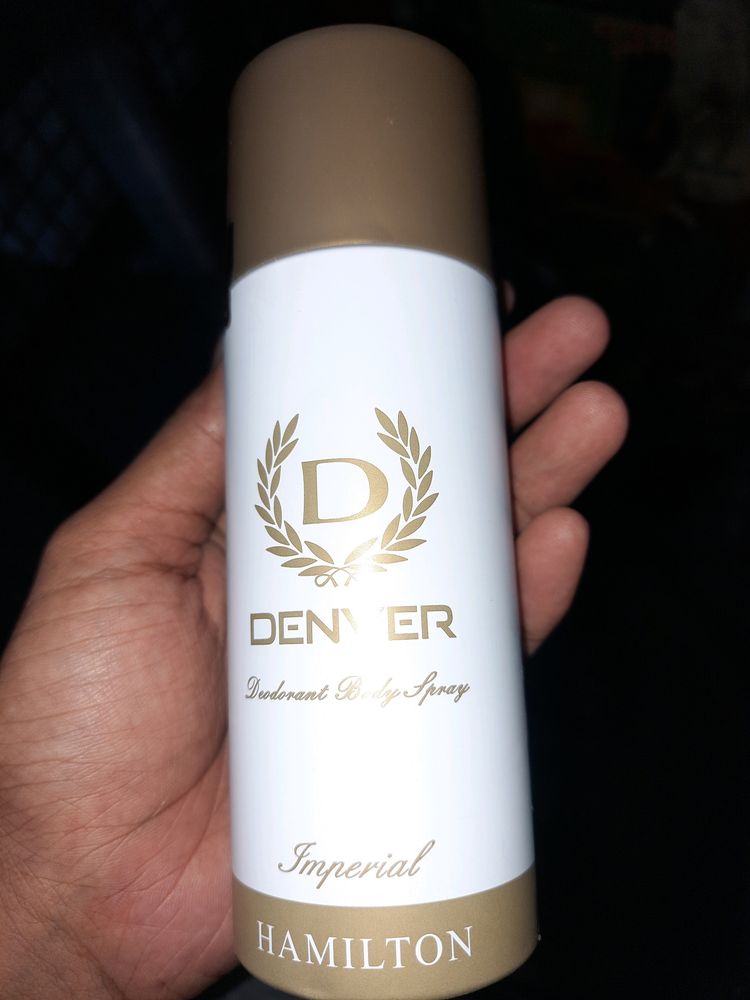 D
DENVER
Deodorant Body Spray
Imperial
HAMILTON